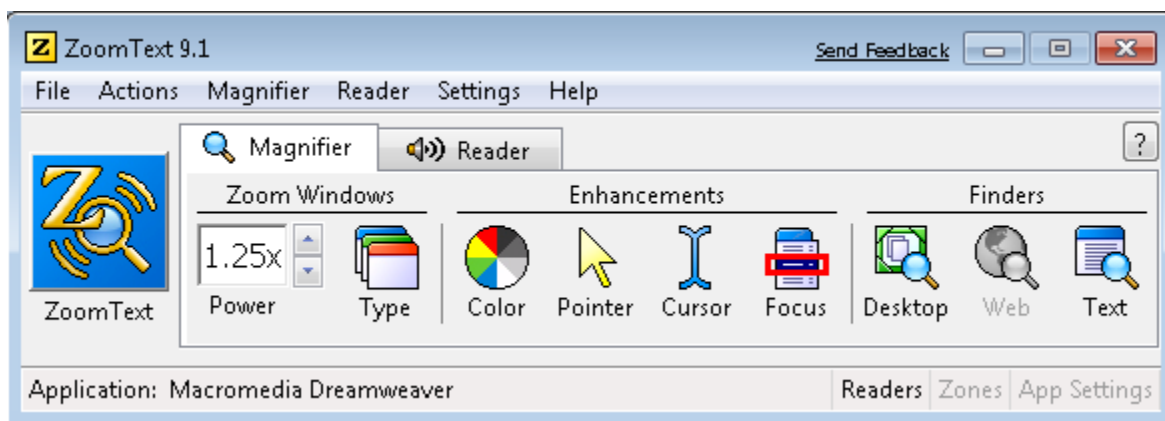 Z ZoomText 9.1 Send Feedback
File Actions Magnifier Reader Settings Help
Magnifier Reader ?
Zoom Windows Enhancements Finders
1.25x
Power Type Color Pointer Cursor Focus Desktop Web Text
ZoomText
Application: Macromedia Dreamweaver Readers Zones App Settings